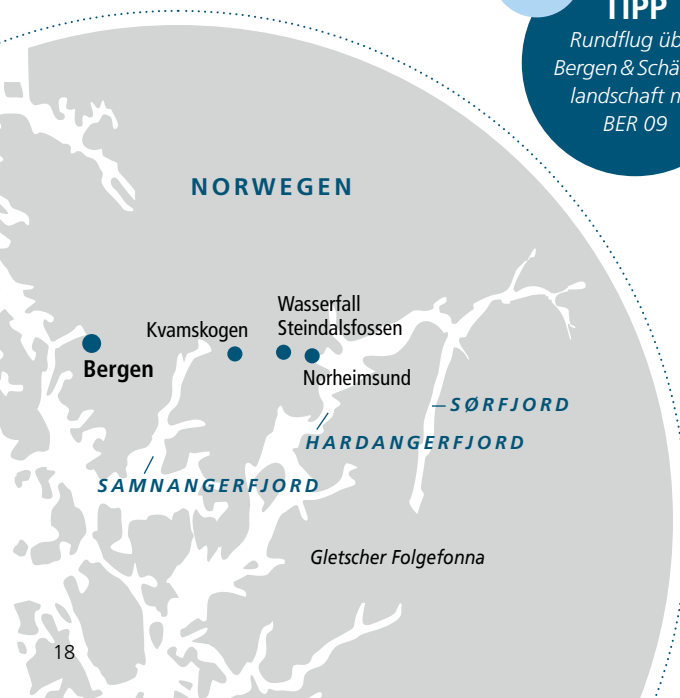 TIPP
Rundflug
Bergen & Schä
landschaft
BER 09
NORWEGEN
Wasserfall
Steindalsfossen
Kvamskogen
Bergen
Norheimsund
SØRFJORD
HARDANGERFJORD
SAMNANGERFJORD
Gletscher Folgefonna
18